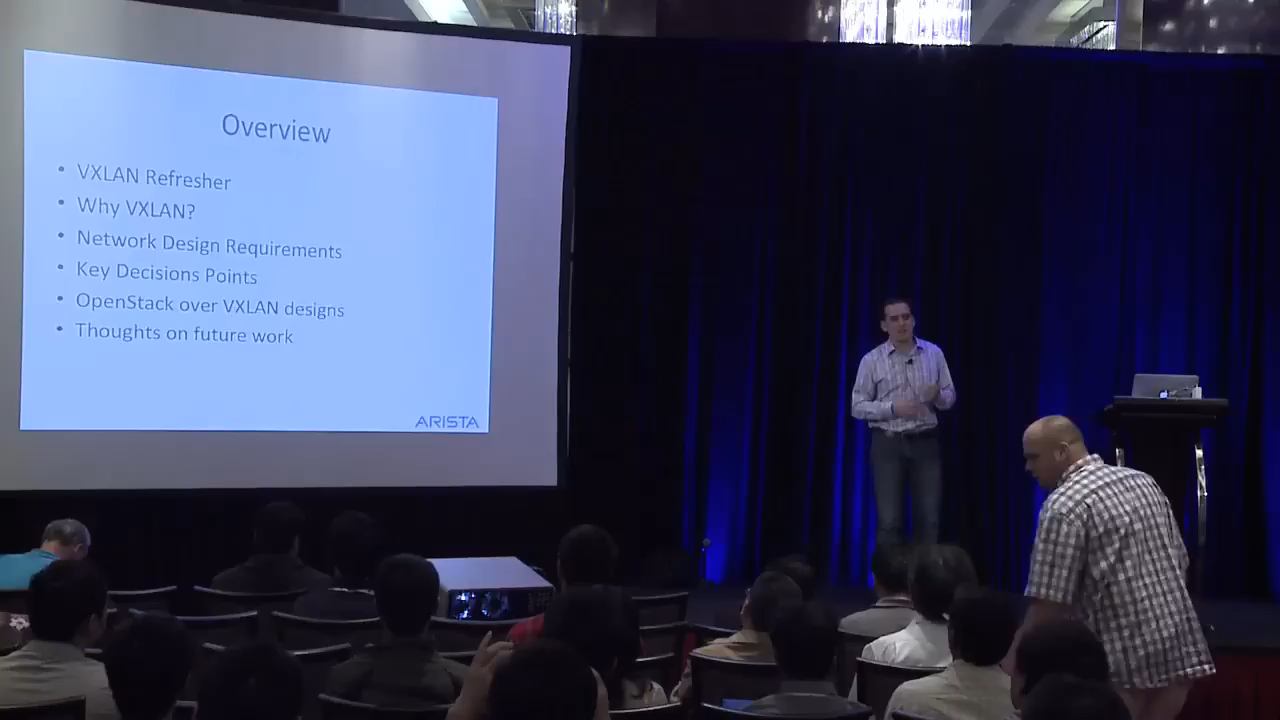 Overview
• VXLAN Refresher
• Why VXLAN?
• Network Design Requirements
• Key Decisions Points
• OpenStack over VXLAN designs
• Thoughts on future work
ARISTA